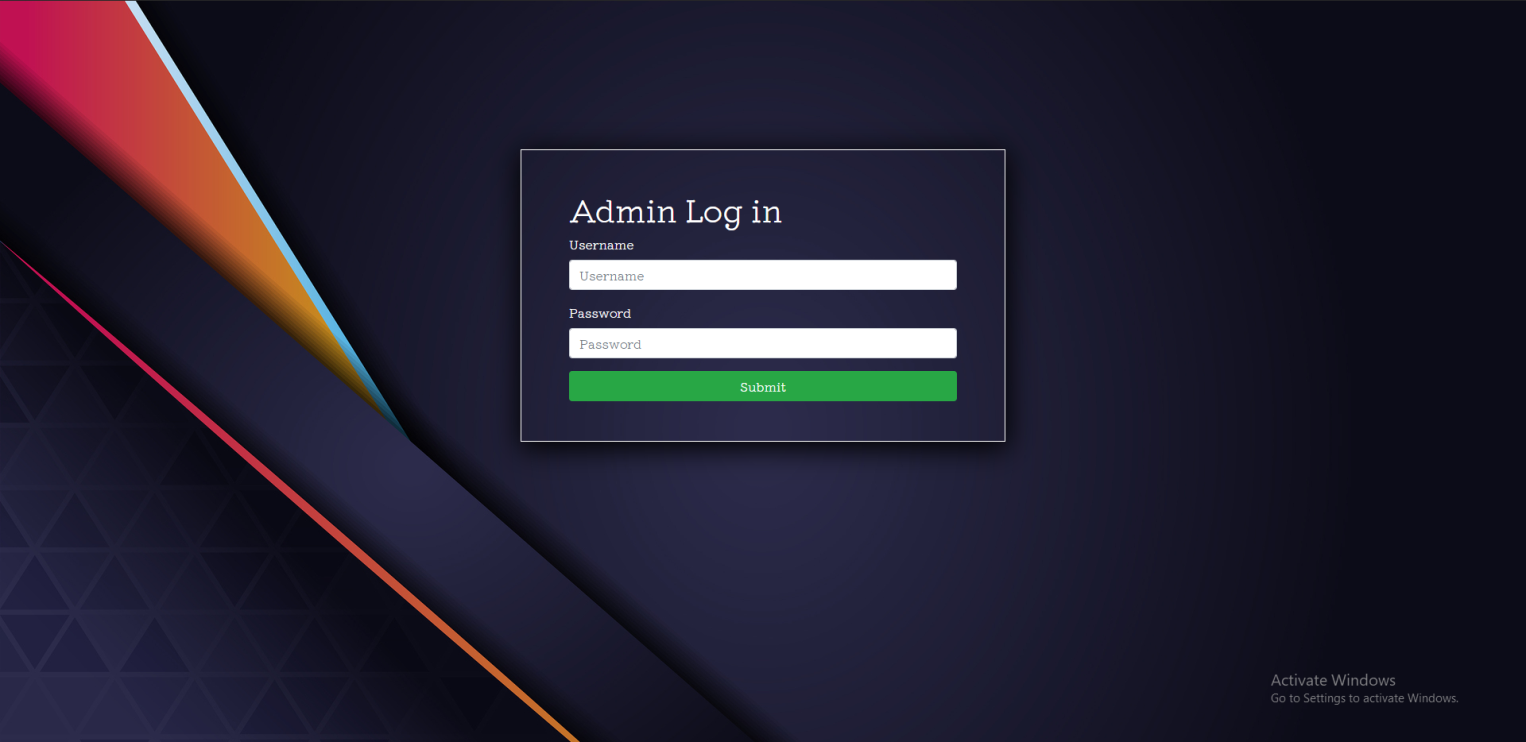 Admin Log in
Username
Username
Password
Password
Submit
Activate Windows
Go to Settings to activate Windows.